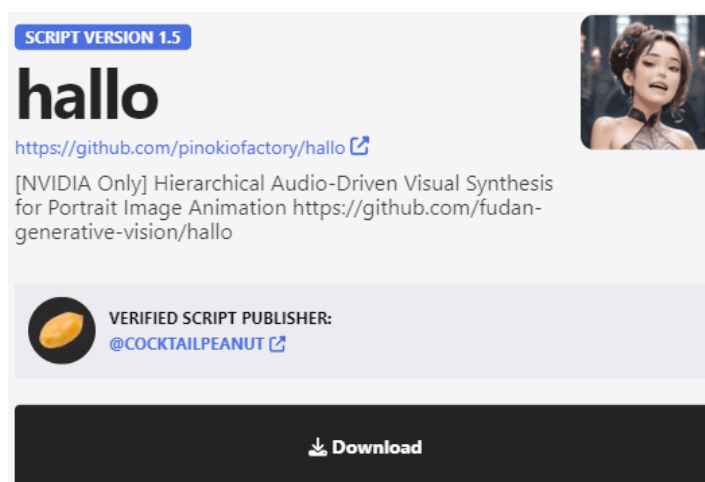 SCRIPT VERSION 1.5
hallo
https://github.com/pinokiofactory/hallo
[NVIDIA Only] Hierarchical Audio-Driven Visual Synthesis
for Portrait Image Animation https://github.com/fudan-
generative-vision/hallo
VERIFIED SCRIPT PUBLISHER:
@COCKTAILPEANUT
Download